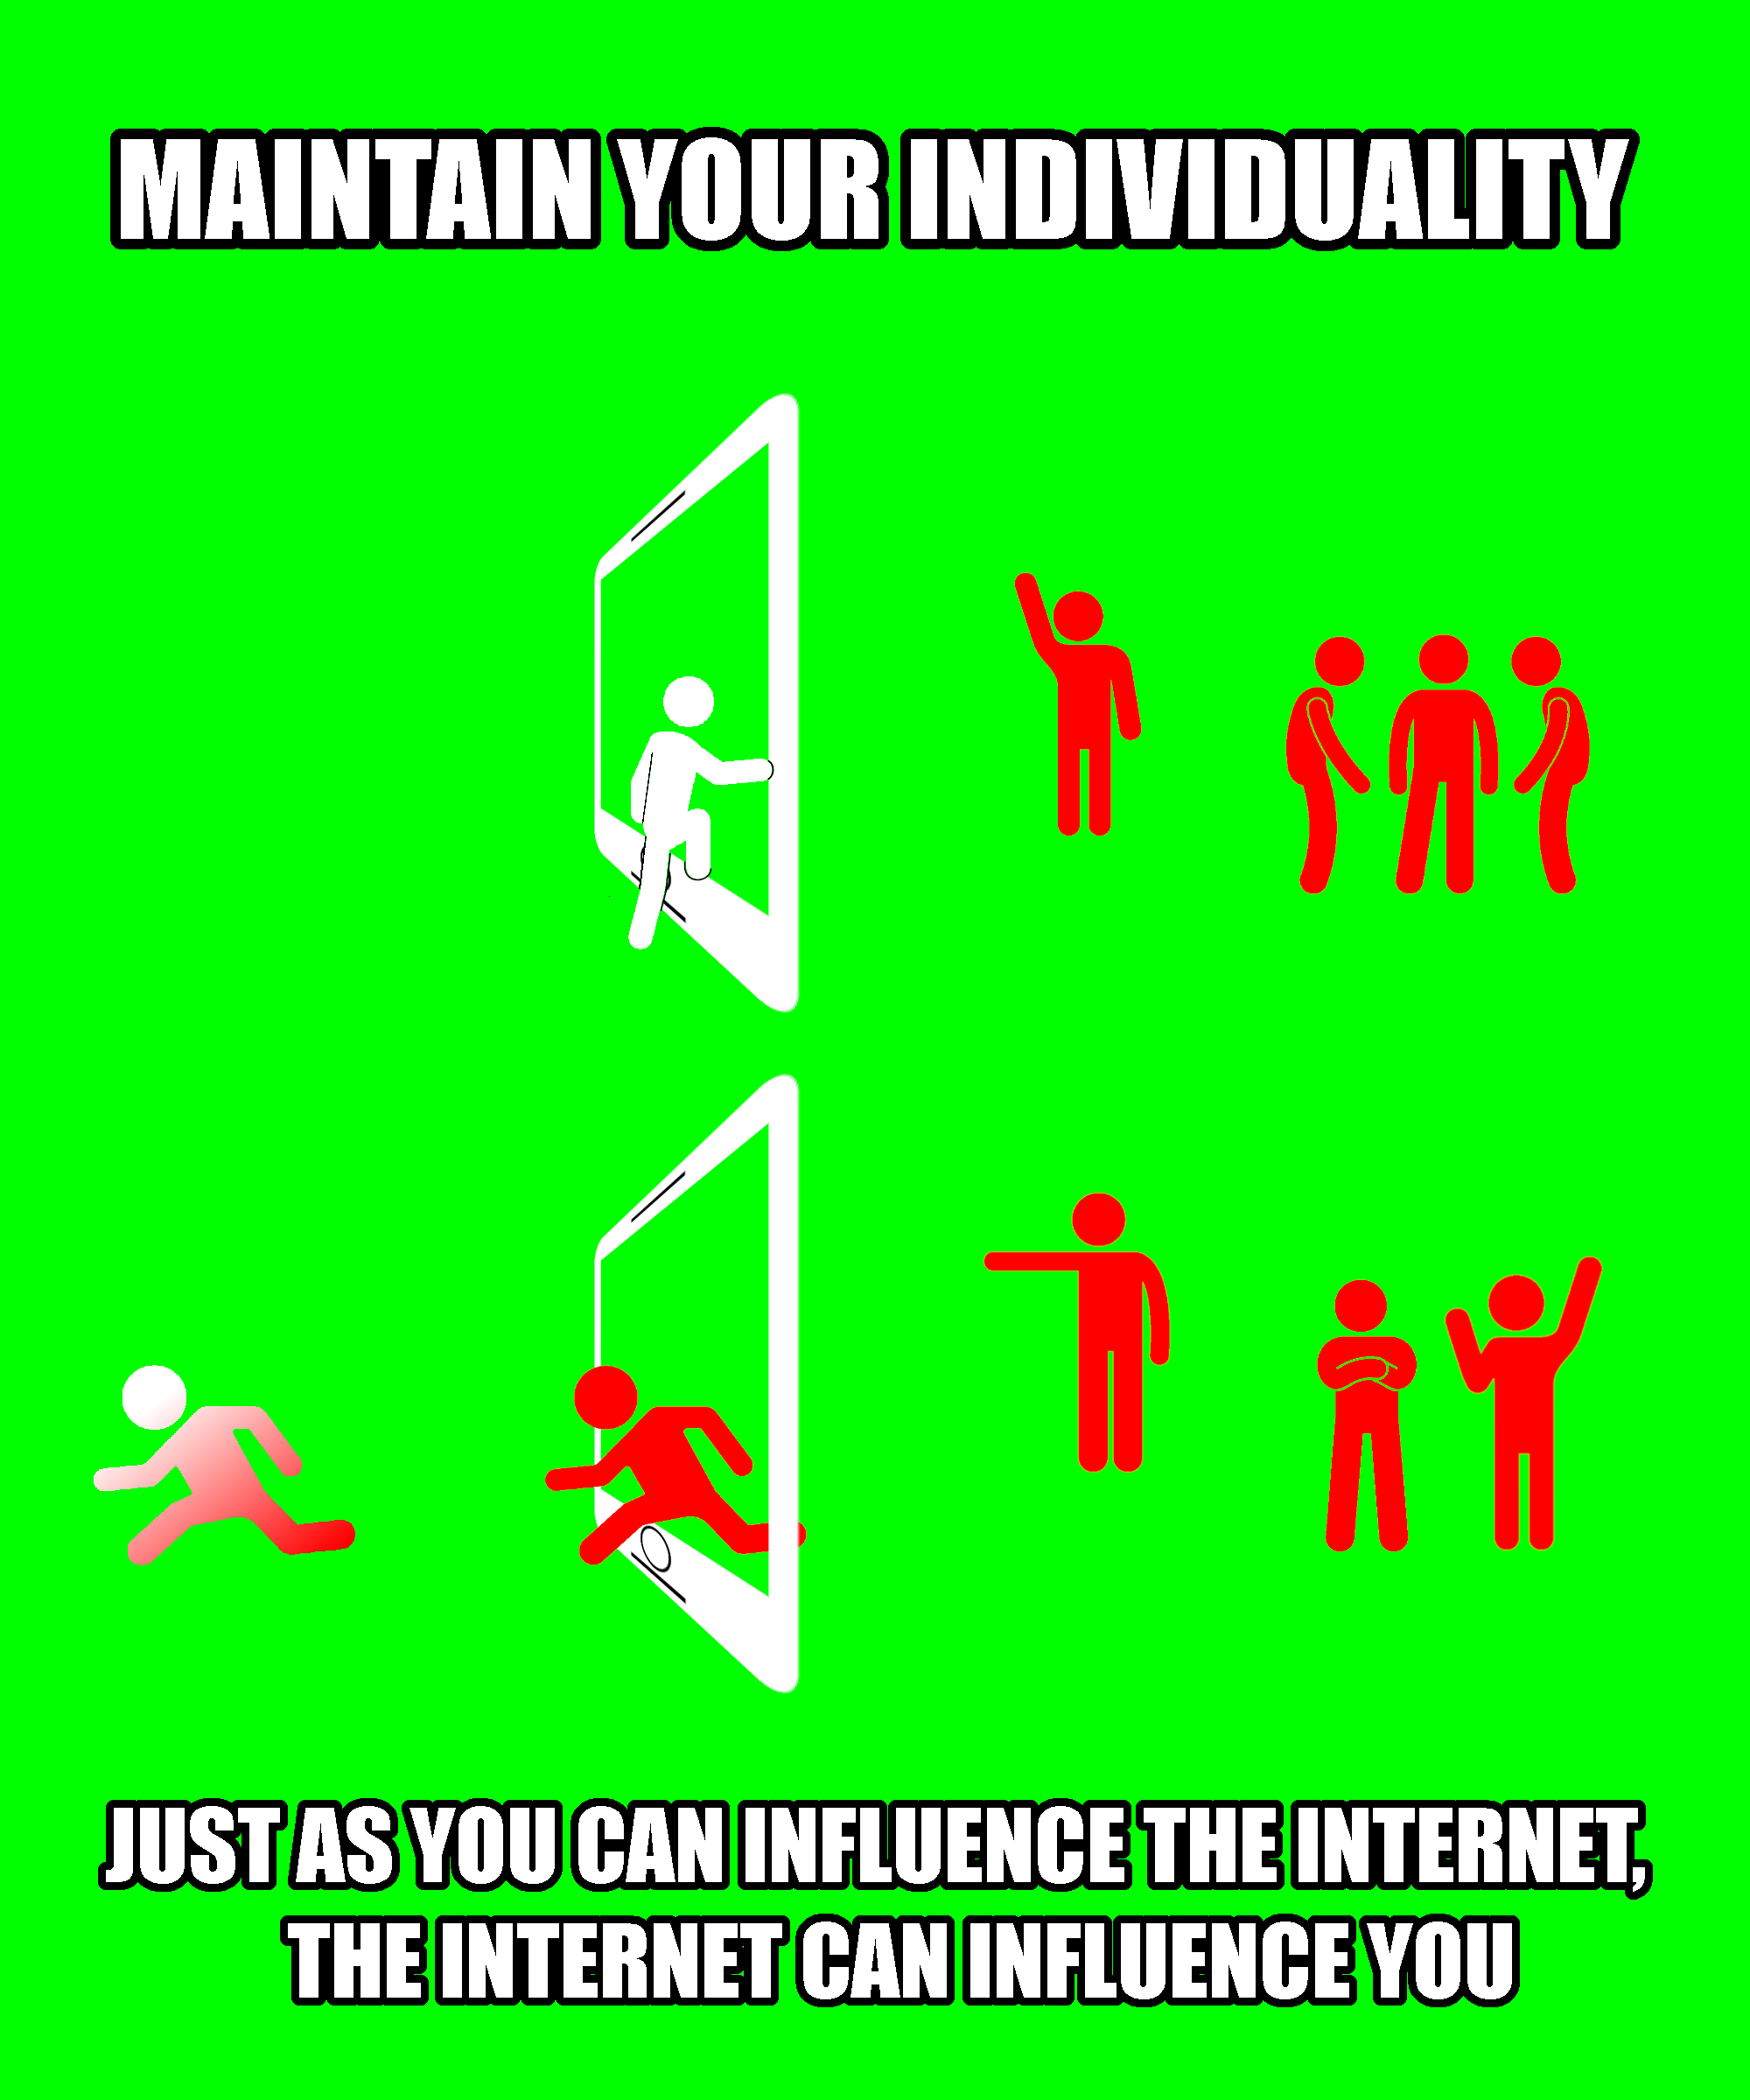 MAINTAIN YOUR INDIVIDUALITY
JUST AS YOU CAN INFLUENCE THE INTERNET,
THE INTERNET CAN INFLUENCE YOU